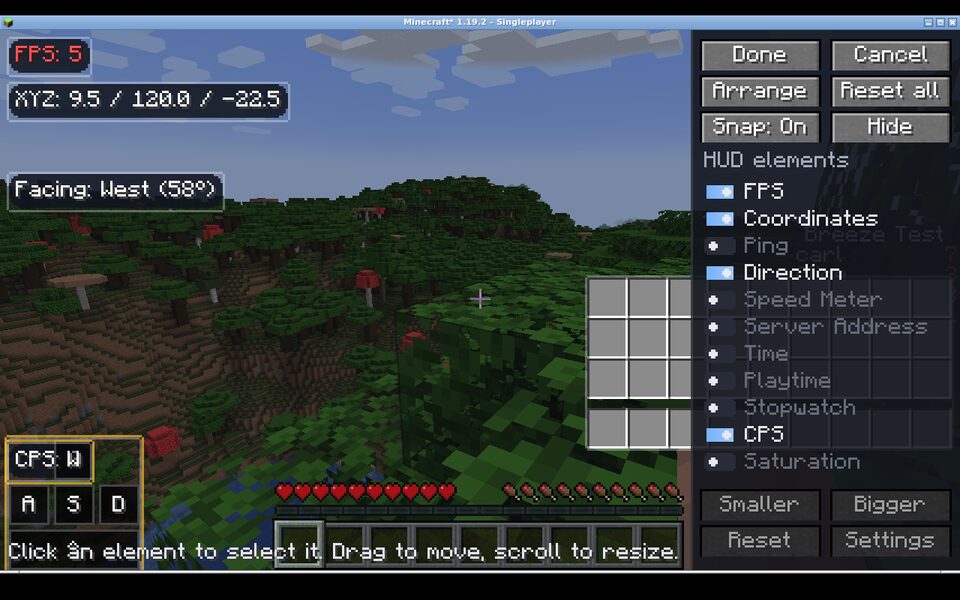 Minecraft* 1.19.2 - Singleplayer
FPS: 5
XYZ: 9.5 / 120.0 / -22.5
Facing: West (58°)
Done
Cancel
Arrange
Reset all
Snap: On
Hide
HUD elements
FPS
Coordinates
Ping
Breeze Test
carl
Direction
Speed Meter
Server Address
Time
Playtime
Stopwatch
CPS
Saturation
Smaller
Bigger
Reset
Settings
CPS: W
A S D
Click an element to select it. Drag to move, scroll to resize.